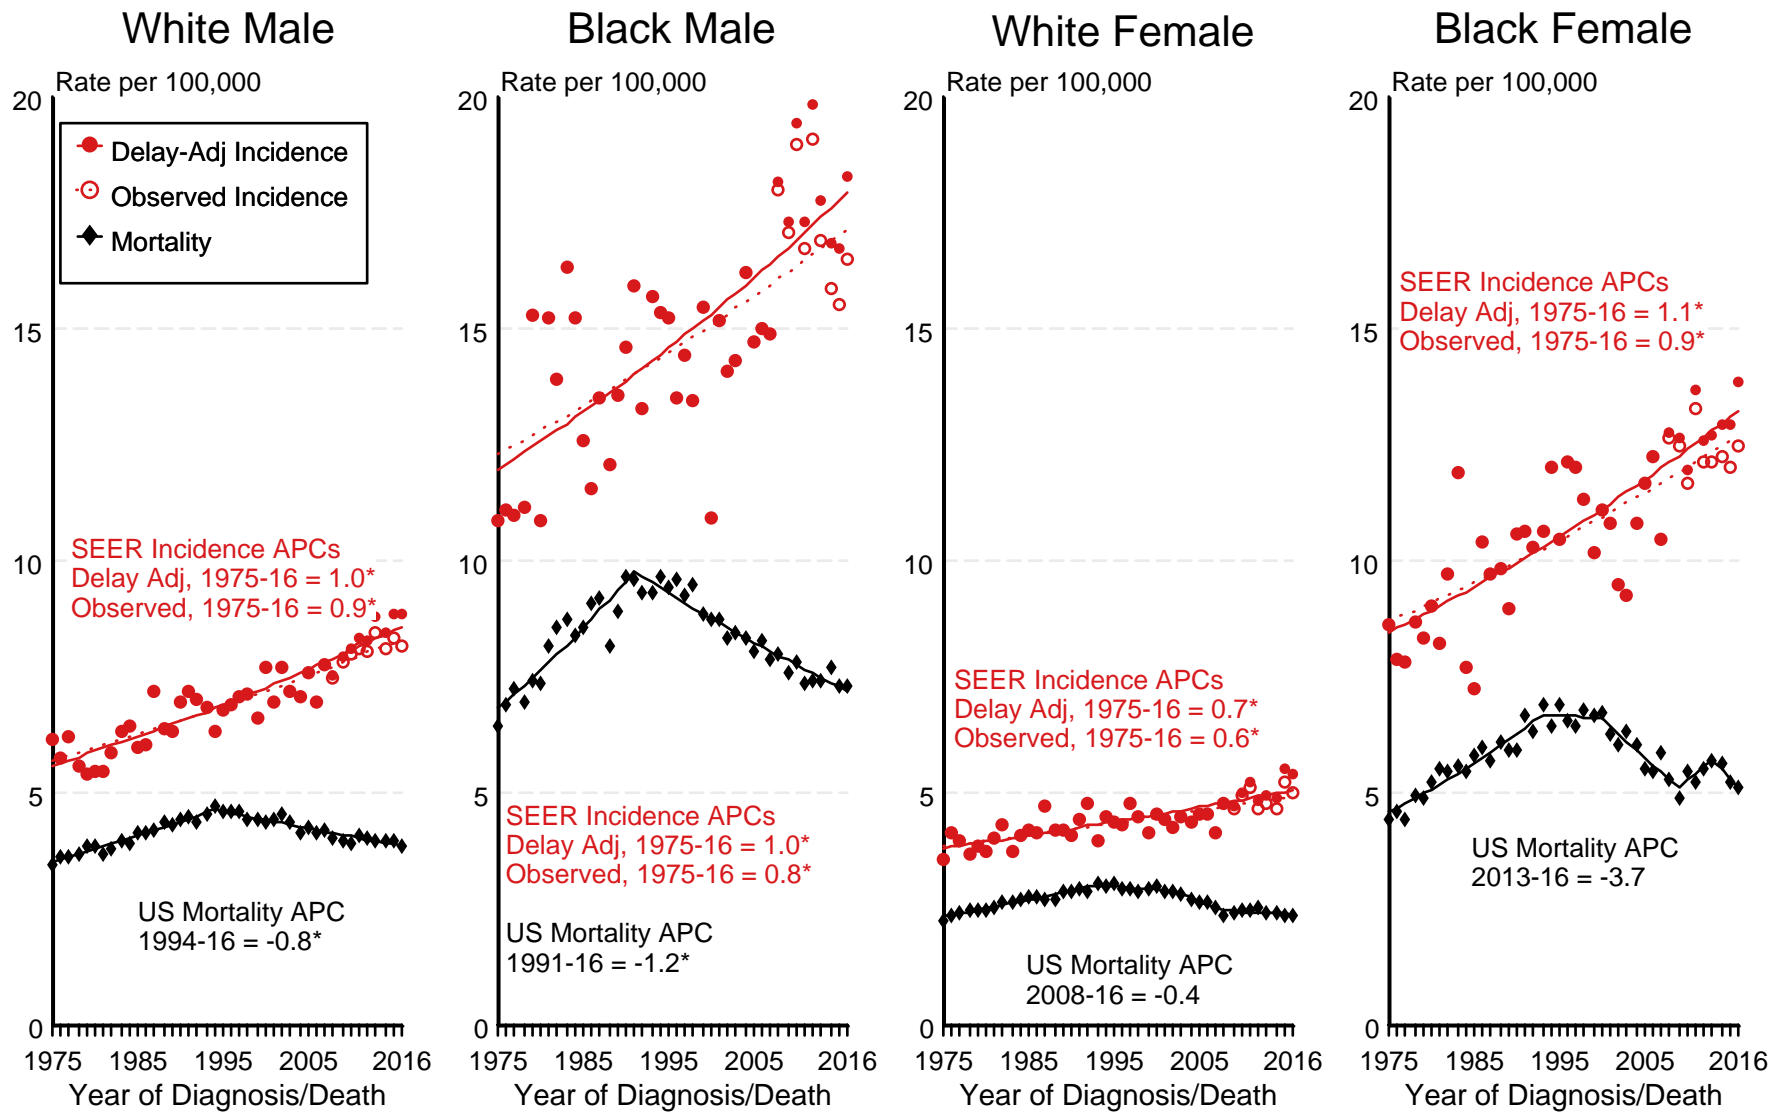 White Male
Rate per 100,000
20
15
10
5
0
Delay-Adj Incidence
Observed Incidence
Mortality
SEER Incidence APCs
Delay Adj, 1975-16 = 1.0*
Observed, 1975-16 = 0.9*
US Mortality APC
1994-16 = -0.8*
1975 1985 1995 2005 2016
Year of Diagnosis/Death
Black Male
Rate per 100,000
20
15
10
5
0
SEER Incidence APCs
Delay Adj, 1975-16 = 1.0*
Observed, 1975-16 = 0.8*
US Mortality APC
1991-16 = -1.2*
1975 1985 1995 2005 2016
Year of Diagnosis/Death
White Female
Rate per 100,000
20
15
10
5
0
SEER Incidence APCs
Delay Adj, 1975-16 = 0.7*
Observed, 1975-16 = 0.6*
US Mortality APC
2008-16 = -0.4
1975 1985 1995 2005 2016
Year of Diagnosis/Death
Black Female
Rate per 100,000
20
15
10
5
0
SEER Incidence APCs
Delay Adj, 1975-16 = 1.1*
Observed, 1975-16 = 0.9*
US Mortality APC
2013-16 = -3.7
1975 1985 1995 2005 2016
Year of Diagnosis/Death